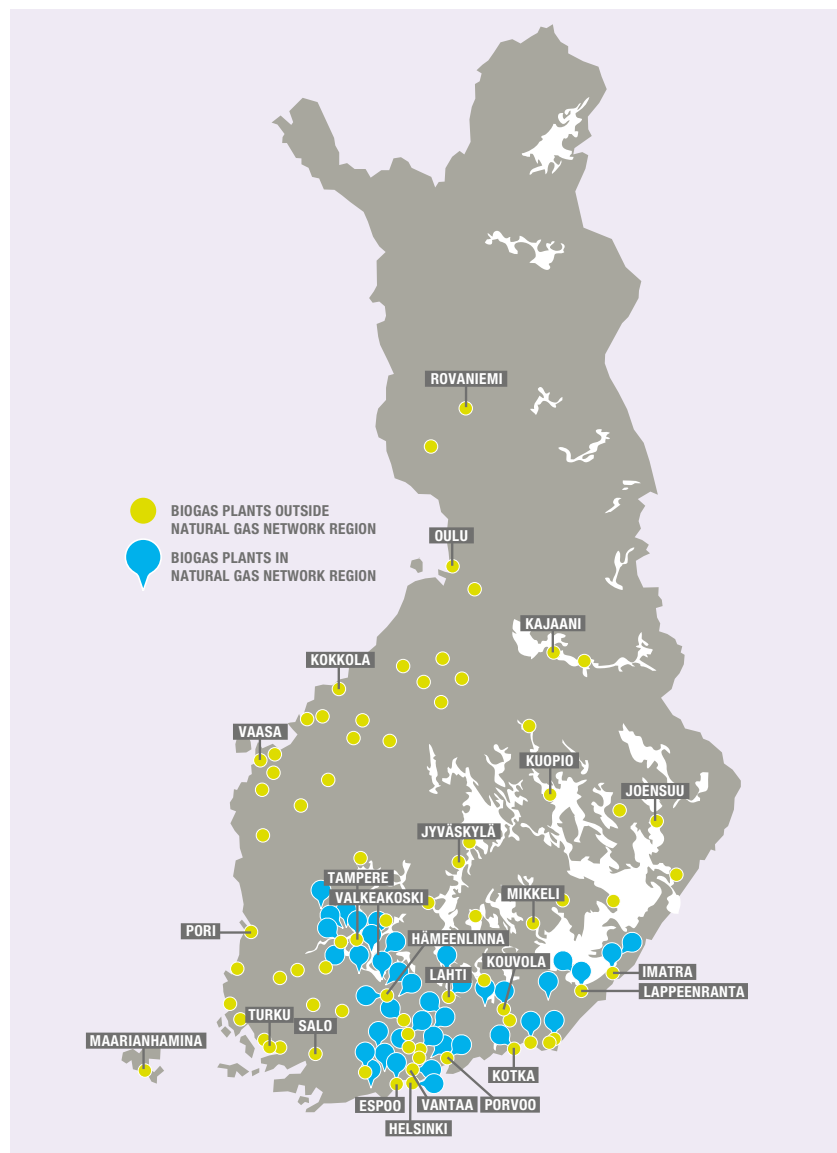 ROVANIEMI
BIOGAS PLANTS OUTSIDE
NATURAL GAS NETWORK REGION
OULU
BIOGAS PLANTS IN
NATURAL GAS NETWORK REGION
KAJAANI
KOKKOLA
VAASA
KUOPIO
JOENSUU
JYVÄSKYLÄ
TAMPERE
VALKEAKOSKI
MIKKELI
PORI
HÄMEENLINNA
KOUVOLA
LAHTI
IMATRA
LAPPEENRANTA
TURKU
SALO
MAARIANHAMINA
KOTKA
ESPOO
VANTAA
PORVOO
HELSINKI